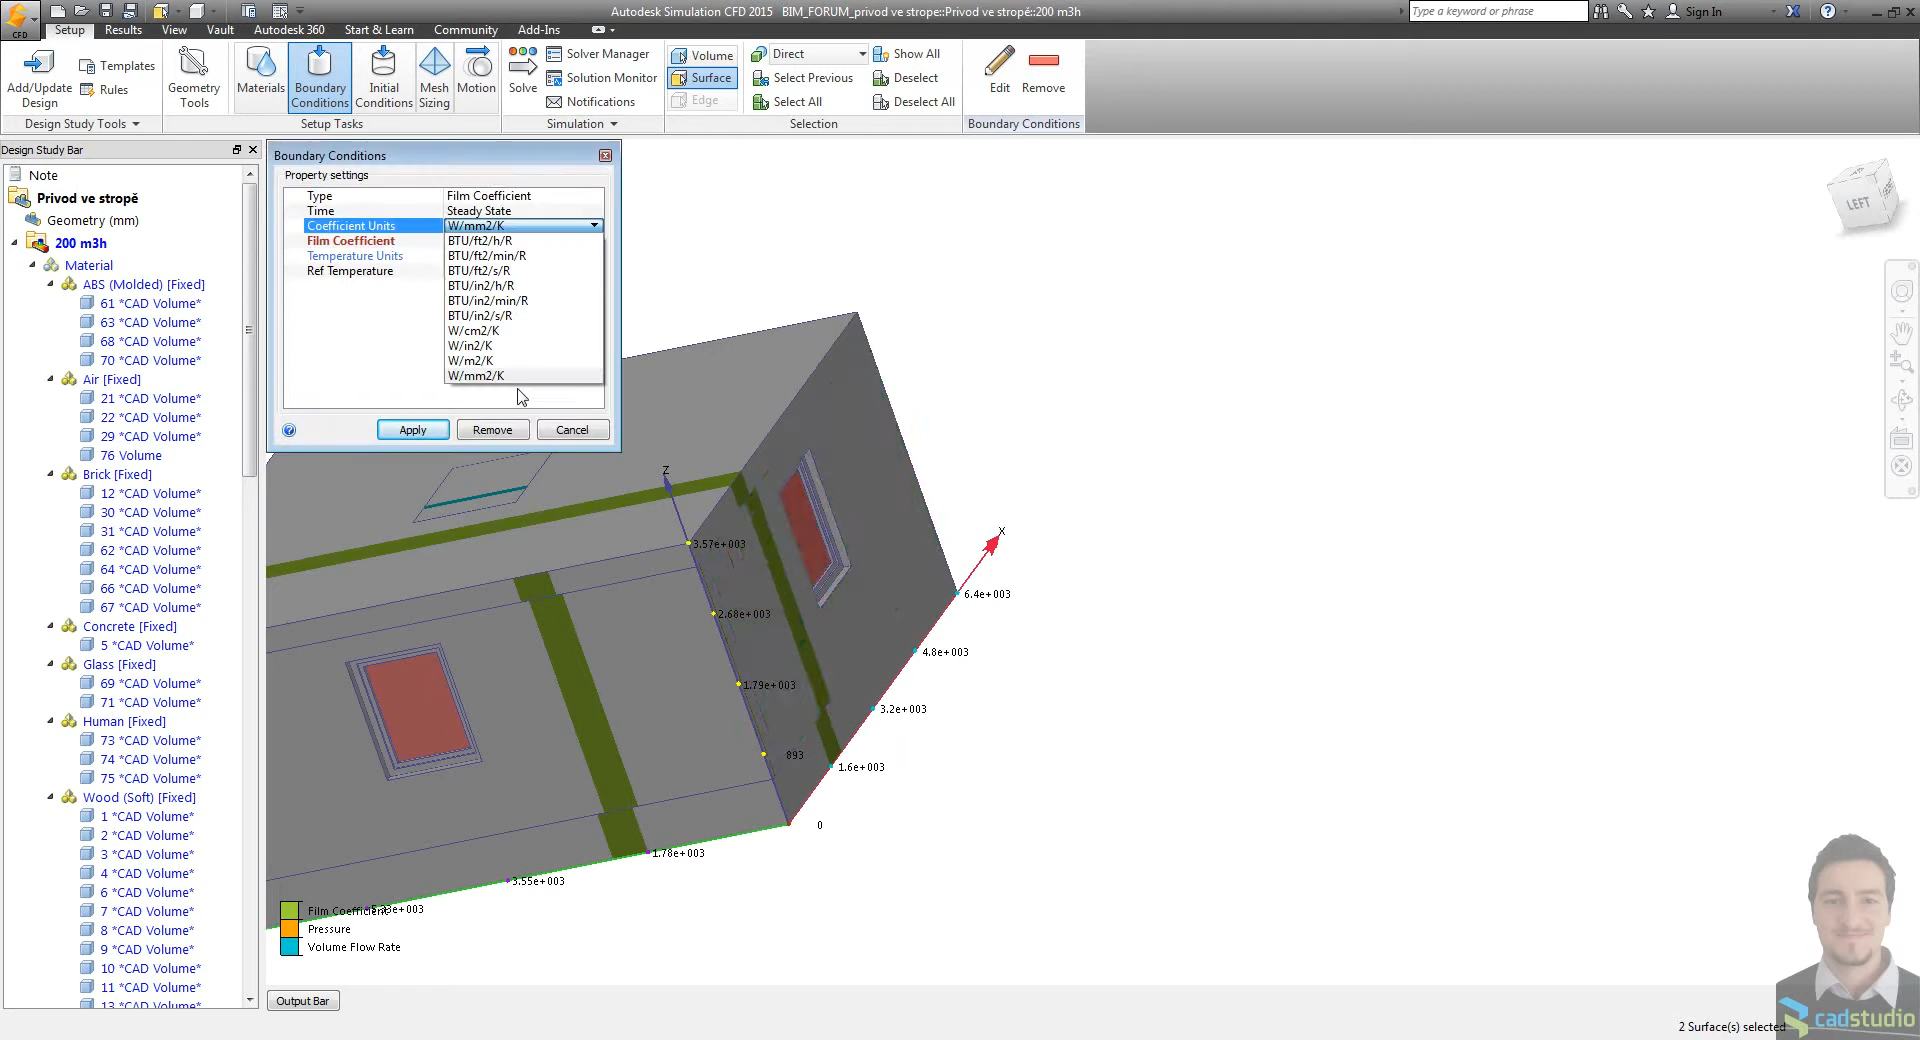 Autodesk Simulation CFD 2015 BIM_FORUM_privod ve strope::Privod ve stropě::200 m3h
Type a keyword or phrase
Sign In
CFD
Setup
Results
View
Vault
Autodesk 360
Start & Learn
Community
Add-Ins
Add/Update Design
Templates
Rules
Design Study Tools
Geometry Tools
Materials
Boundary Conditions
Initial Conditions
Mesh Sizing
Motion
Setup Tasks
Solve
Solver Manager
Solution Monitor
Notifications
Simulation
Volume
Surface
Edge
Direct
Select Previous
Select All
Show All
Deselect
Deselect All
Selection
Edit
Remove
Boundary Conditions
Design Study Bar
Note
Privod ve stropě
Geometry (mm)
200 m3h
Material
ABS (Molded) [Fixed]
61 *CAD Volume*
63 *CAD Volume*
68 *CAD Volume*
70 *CAD Volume*
Air [Fixed]
21 *CAD Volume*
22 *CAD Volume*
29 *CAD Volume*
76 Volume
Brick [Fixed]
12 *CAD Volume*
30 *CAD Volume*
31 *CAD Volume*
62 *CAD Volume*
64 *CAD Volume*
66 *CAD Volume*
67 *CAD Volume*
Concrete [Fixed]
5 *CAD Volume*
Glass [Fixed]
69 *CAD Volume*
71 *CAD Volume*
Human [Fixed]
73 *CAD Volume*
74 *CAD Volume*
75 *CAD Volume*
Wood (Soft) [Fixed]
1 *CAD Volume*
2 *CAD Volume*
3 *CAD Volume*
4 *CAD Volume*
6 *CAD Volume*
7 *CAD Volume*
8 *CAD Volume*
9 *CAD Volume*
10 *CAD Volume*
11 *CAD Volume*
13 *CAD Volume*
Boundary Conditions
Property settings
Type Film Coefficient
Time Steady State
Coefficient Units W/mm2/K
Film Coefficient
Temperature Units
Ref Temperature
BTU/ft2/h/R
BTU/ft2/min/R
BTU/ft2/s/R
BTU/in2/h/R
BTU/in2/min/R
BTU/in2/s/R
W/cm2/K
W/in2/K
W/m2/K
W/mm2/K
Apply
Remove
Cancel
LEFT
Z
X
3.57e+003
2.68e+003
1.79e+003
893
0
6.4e+003
4.8e+003
3.2e+003
1.6e+003
1.78e+003
3.55e+003
5.33e+003
Film Coefficient
Pressure
Volume Flow Rate
Output Bar
2 Surface(s) selected
cadstudio